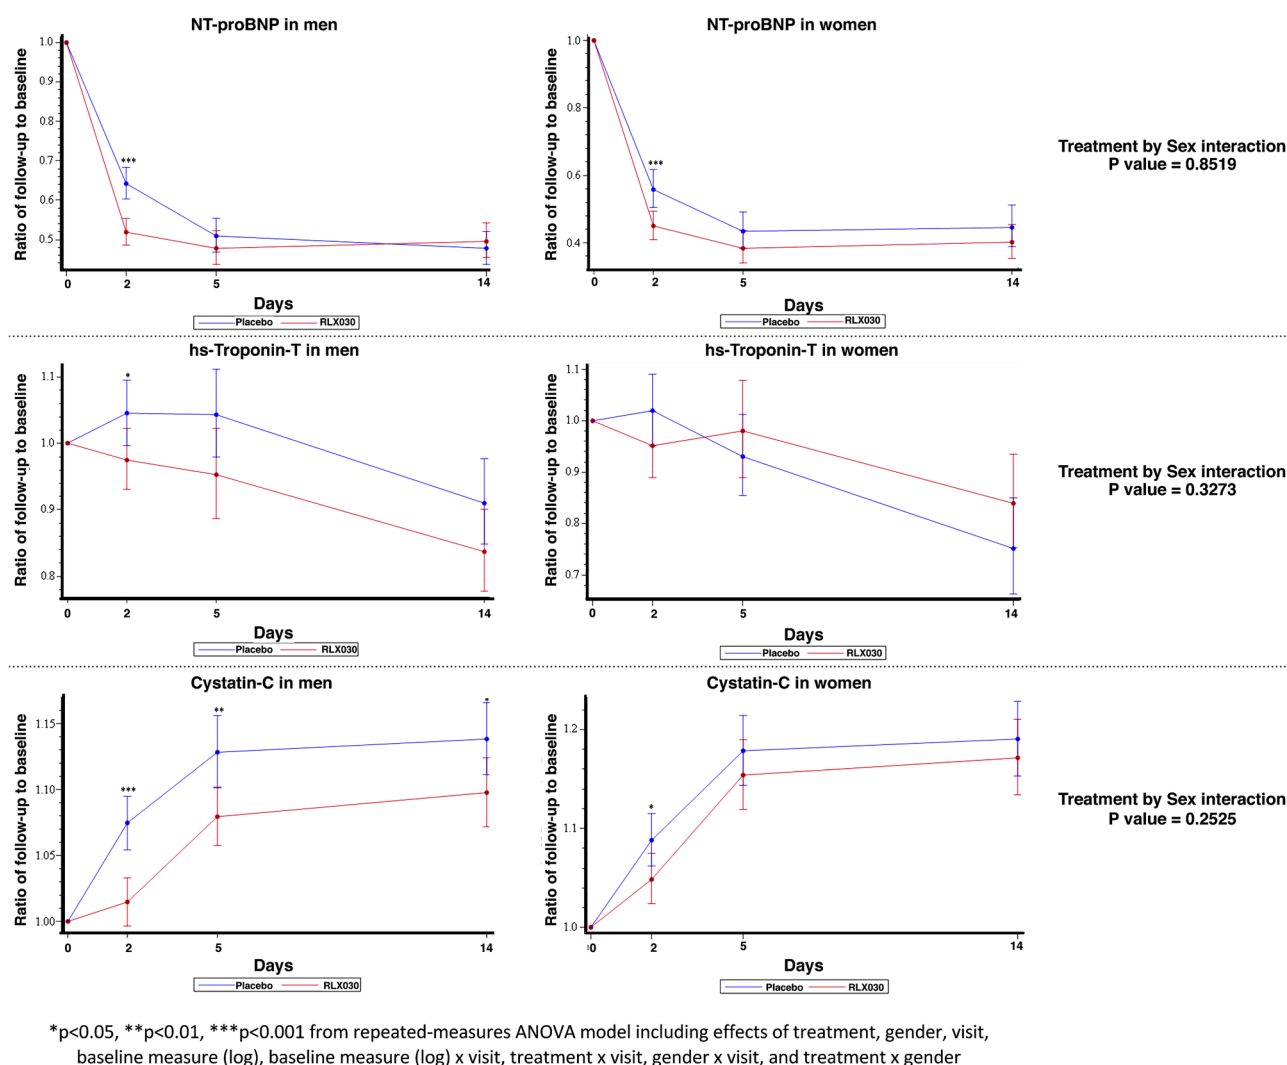 NT-proBNP in men
Ratio of follow-up to baseline
1.0
0.9
0.8
0.7
0.6
0.5
***
0 2 5 14
Days
Placebo RLX030
NT-proBNP in women
Ratio of follow-up to baseline
1.0
0.8
0.6
0.4
***
0 2 5 14
Days
Placebo RLX030
Treatment by Sex interaction
P value = 0.8519
hs-Troponin-T in men
Ratio of follow-up to baseline
1.1
1.0
0.9
0.8
*
0 2 5 14
Days
Placebo RLX030
hs-Troponin-T in women
Ratio of follow-up to baseline
1.1
1.0
0.9
0.8
0.7
0 2 5 14
Days
Placebo RLX030
Treatment by Sex interaction
P value = 0.3273
Cystatin-C in men
Ratio of follow-up to baseline
1.15
1.10
1.05
1.00
***
**
*
0 2 5 14
Days
Placebo RLX030
Cystatin-C in women
Ratio of follow-up to baseline
1.2
1.1
1.0
*
0 2 5 14
Days
Placebo RLX030
Treatment by Sex interaction
P value = 0.2525
*p<0.05, **p<0.01, ***p<0.001 from repeated-measures ANOVA model including effects of treatment, gender, visit,
baseline measure (log), baseline measure (log) x visit, treatment x visit, gender x visit, and treatment x gender